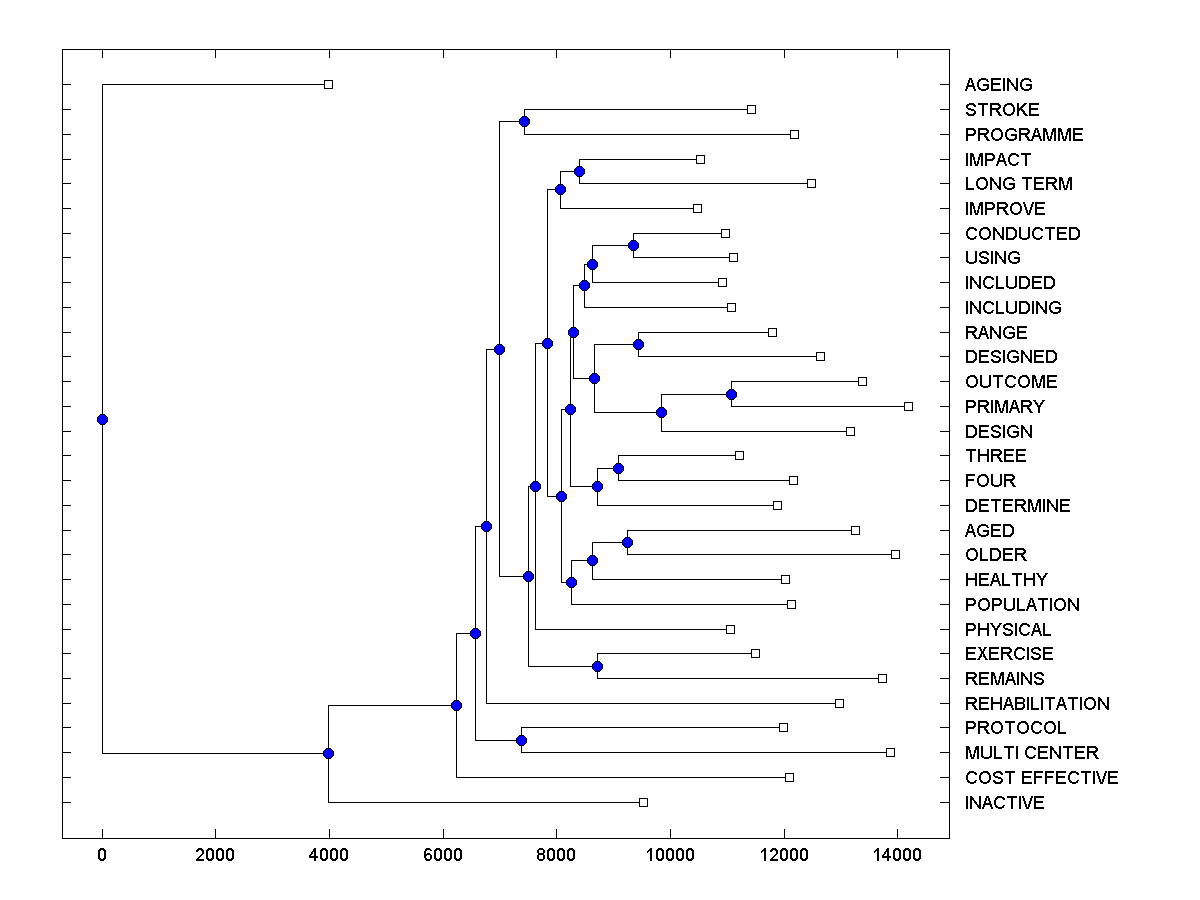 AGEING
STROKE
PROGRAMME
IMPACT
LONG TERM
IMPROVE
CONDUCTED
USING
INCLUDED
INCLUDING
RANGE
DESIGNED
OUTCOME
PRIMARY
DESIGN
THREE
FOUR
DETERMINE
AGED
OLDER
HEALTHY
POPULATION
PHYSICAL
EXERCISE
REMAINS
REHABILITATION
PROTOCOL
MULTI CENTER
COST EFFECTIVE
INACTIVE
0 2000 4000 6000 8000 10000 12000 14000